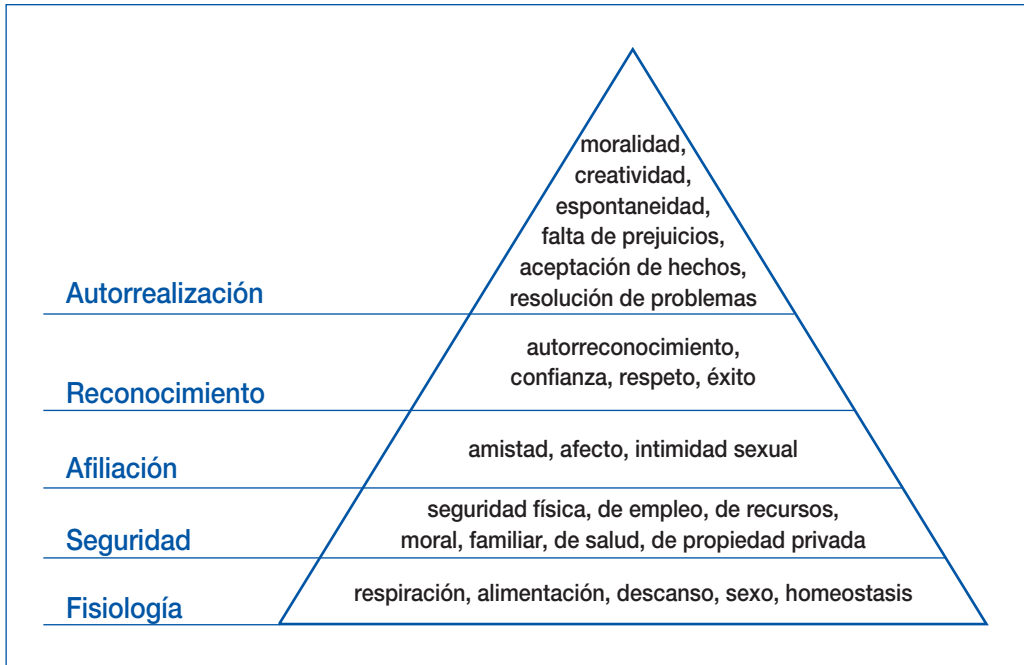 moralidad,
creatividad,
espontaneidad,
falta de prejuicios,
aceptación de hechos,
resolución de problemas
Autorrealización
autorreconocimiento,
confianza, respeto, éxito
Reconocimiento
amistad, afecto, intimidad sexual
Afiliación
seguridad física, de empleo, de recursos,
moral, familiar, de salud, de propiedad privada
Seguridad
respiración, alimentación, descanso, sexo, homeostasis
Fisiología